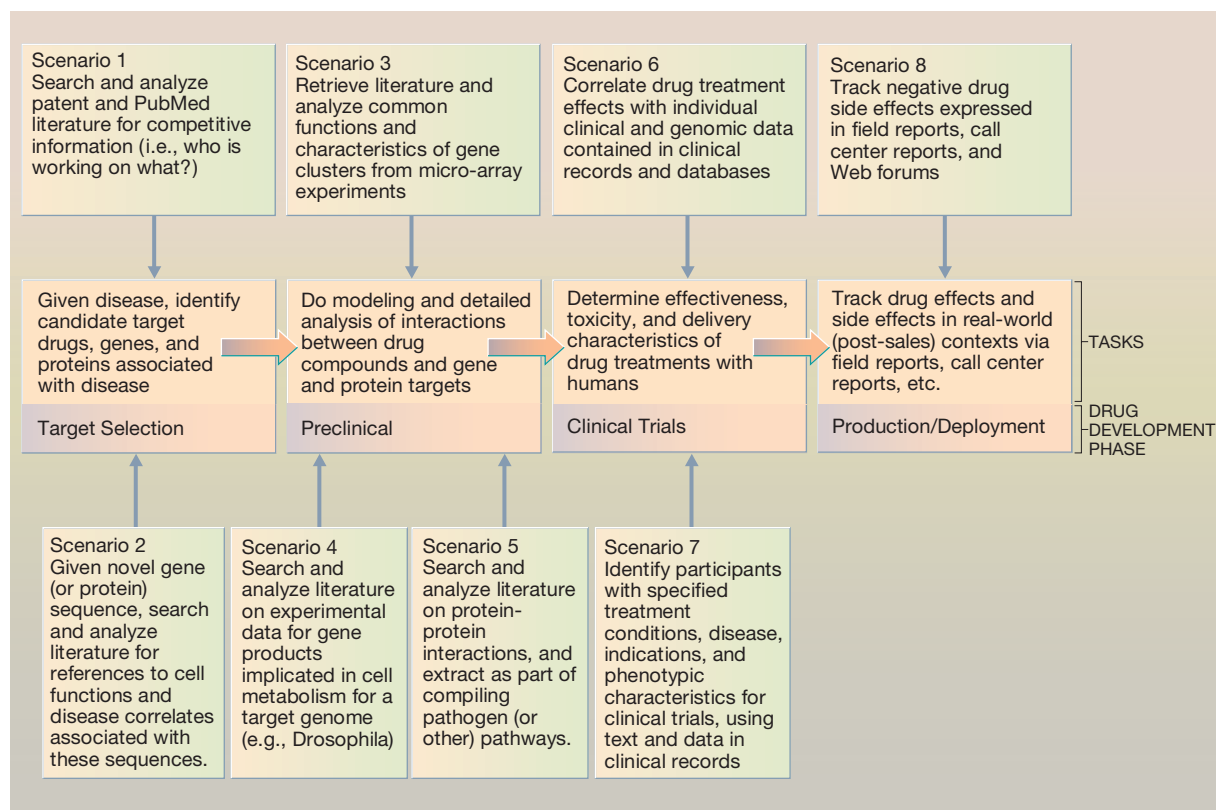 Scenario 1
Search and analyze
patent and PubMed
literature for competitive
information (i.e., who is
working on what?)
Scenario 3
Retrieve literature and
analyze common
functions and
characteristics of gene
clusters from micro-array
experiments
Scenario 6
Correlate drug treatment
effects with individual
clinical and genomic data
contained in clinical
records and databases
Scenario 8
Track negative drug
side effects expressed
in field reports, call
center reports, and
Web forums
Given disease, identify
candidate target
drugs, genes, and
proteins associated
with disease
Target Selection
Do modeling and detailed
analysis of interactions
between drug
compounds and gene
and protein targets
Preclinical
Determine effectiveness,
toxicity, and delivery
characteristics of
drug treatments with
humans
Clinical Trials
Track drug effects and
side effects in real-world
(post-sales) contexts via
field reports, call center
reports, etc.
Production/Deployment
TASKS
DRUG
DEVELOPMENT
PHASE
Scenario 2
Given novel gene
(or protein)
sequence, search
and analyze
literature for
references to cell
functions and
disease correlates
associated with
these sequences.
Scenario 4
Search and
analyze literature
on experimental
data for gene
products
implicated in cell
metabolism for a
target genome
(e.g., Drosophila)
Scenario 5
Search and
analyze literature
on protein-
protein
interactions, and
extract as part of
compiling
pathogen (or
other) pathways.
Scenario 7
Identify participants
with specified
treatment
conditions, disease,
indications, and
phenotypic
characteristics for
clinical trials, using
text and data in
clinical records